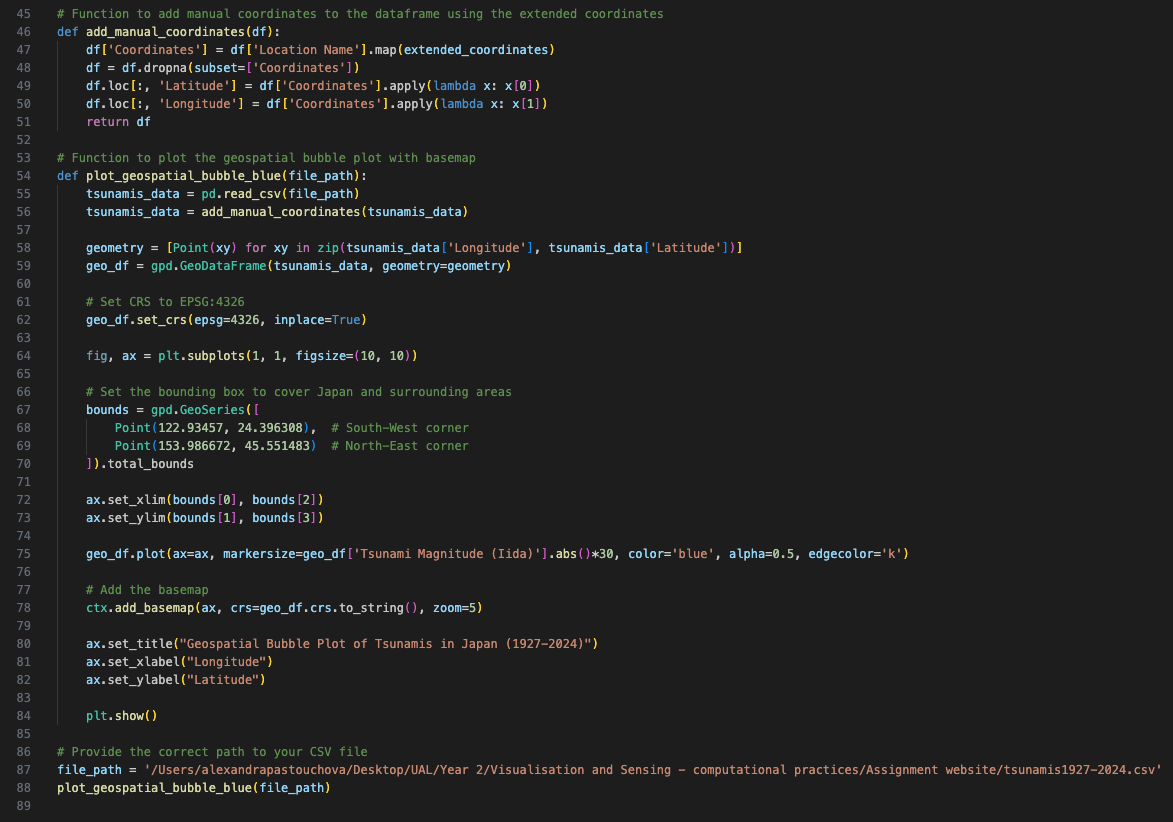 45 # Function to add manual coordinates to the dataframe using the extended coordinates
46 def add_manual_coordinates(df):
47     df['Coordinates'] = df['Location Name'].map(extended_coordinates)
48     df = df.dropna(subset=['Coordinates'])
49     df.loc[:, 'Latitude'] = df['Coordinates'].apply(lambda x: x[0])
50     df.loc[:, 'Longitude'] = df['Coordinates'].apply(lambda x: x[1])
51     return df
52
53 # Function to plot the geospatial bubble plot with basemap
54 def plot_geospatial_bubble_blue(file_path):
55     tsunamis_data = pd.read_csv(file_path)
56     tsunamis_data = add_manual_coordinates(tsunamis_data)
57
58     geometry = [Point(xy) for xy in zip(tsunamis_data['Longitude'], tsunamis_data['Latitude'])]
59     geo_df = gpd.GeoDataFrame(tsunamis_data, geometry=geometry)
60
61     # Set CRS to EPSG:4326
62     geo_df.set_crs(epsg=4326, inplace=True)
63
64     fig, ax = plt.subplots(1, 1, figsize=(10, 10))
65
66     # Set the bounding box to cover Japan and surrounding areas
67     bounds = gpd.GeoSeries([
68         Point(122.93457, 24.396308),  # South-West corner
69         Point(153.986672, 45.551483)  # North-East corner
70     ]).total_bounds
71
72     ax.set_xlim(bounds[0], bounds[2])
73     ax.set_ylim(bounds[1], bounds[3])
74
75     geo_df.plot(ax=ax, markersize=geo_df['Tsunami Magnitude (Iida)'].abs()*30, color='blue', alpha=0.5, edgecolor='k')
76
77     # Add the basemap
78     ctx.add_basemap(ax, crs=geo_df.crs.to_string(), zoom=5)
79
80     ax.set_title("Geospatial Bubble Plot of Tsunamis in Japan (1927-2024)")
81     ax.set_xlabel("Longitude")
82     ax.set_ylabel("Latitude")
83
84     plt.show()
85
86 # Provide the correct path to your CSV file
87 file_path = '/Users/alexandrapastouchova/Desktop/UAL/Year 2/Visualisation and Sensing - computational practices/Assignment website/tsunamis1927-2024.csv'
88 plot_geospatial_bubble_blue(file_path)
89